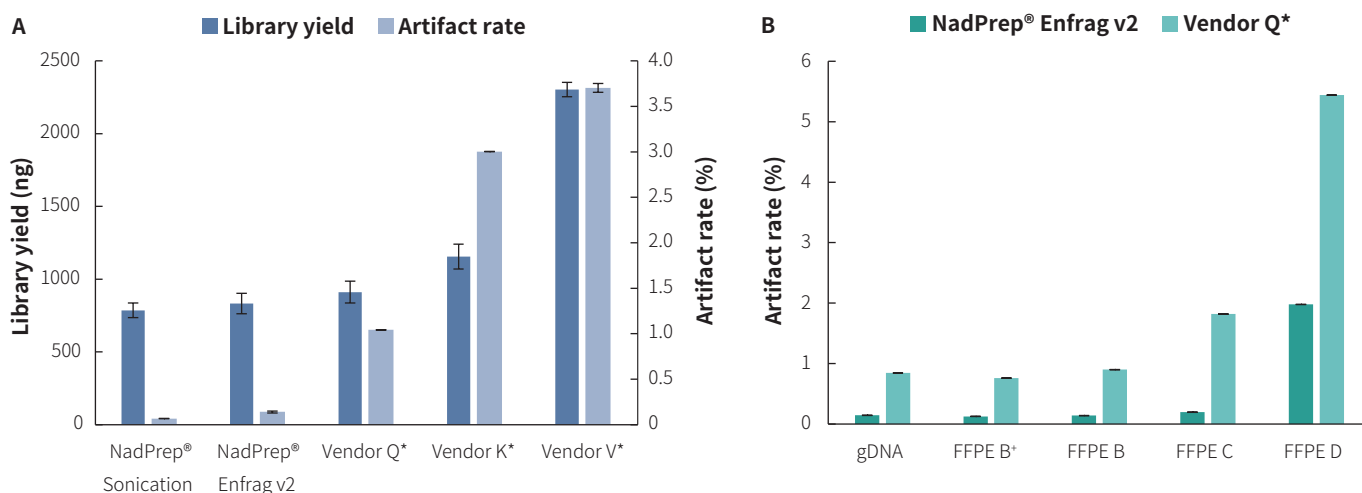 A
Library yield Artifact rate
Library yield (ng)
2500
2000
1500
1000
500
0
4.0
3.5
3.0
2.5
2.0
1.5
1.0
0.5
0
Artifact rate (%)
NadPrep® Sonication
NadPrep® Enfrag v2
Vendor Q*
Vendor K*
Vendor V*
B
NadPrep® Enfrag v2 Vendor Q*
Artifact rate (%)
6
5
4
3
2
1
0
gDNA FFPE B⁺ FFPE B FFPE C FFPE D